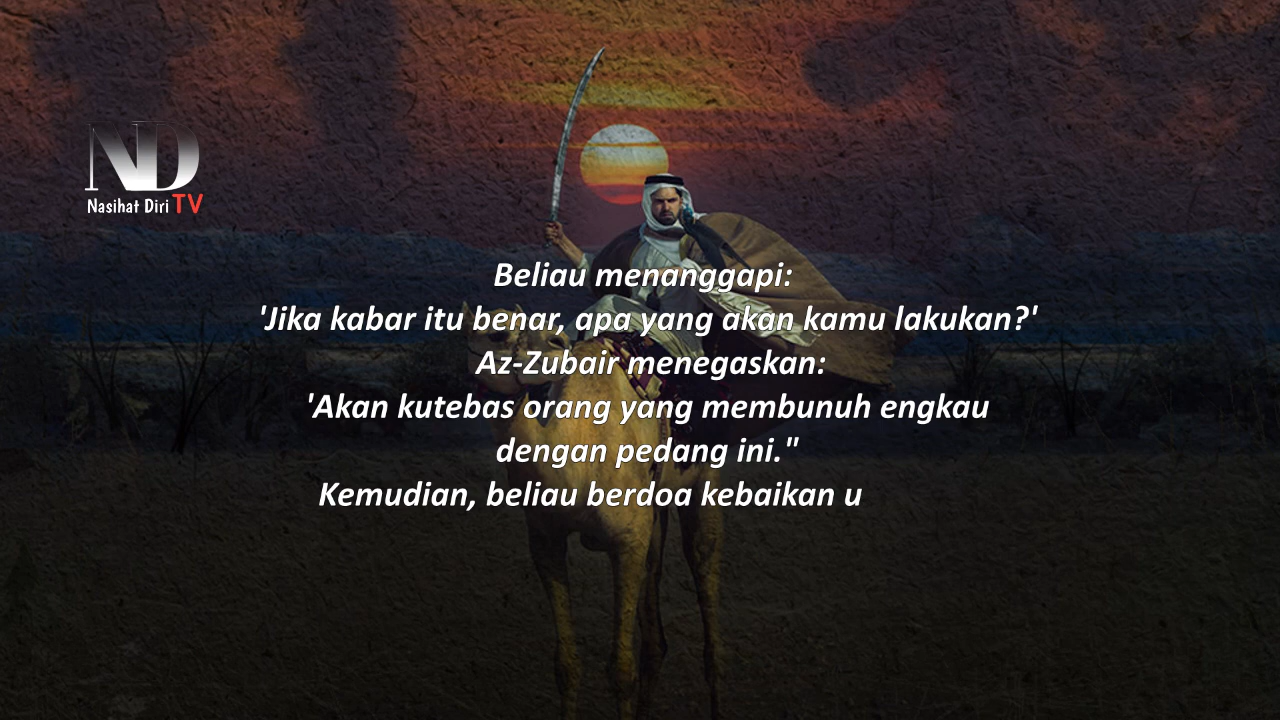 ND
Nasihat Diri TV
Beliau menanggapi:
'Jika kabar itu benar, apa yang akan kamu lakukan?'
Az-Zubair menegaskan:
'Akan kutebas orang yang membunuh engkau
dengan pedang ini."
Kemudian, beliau berdoa kebaikan u